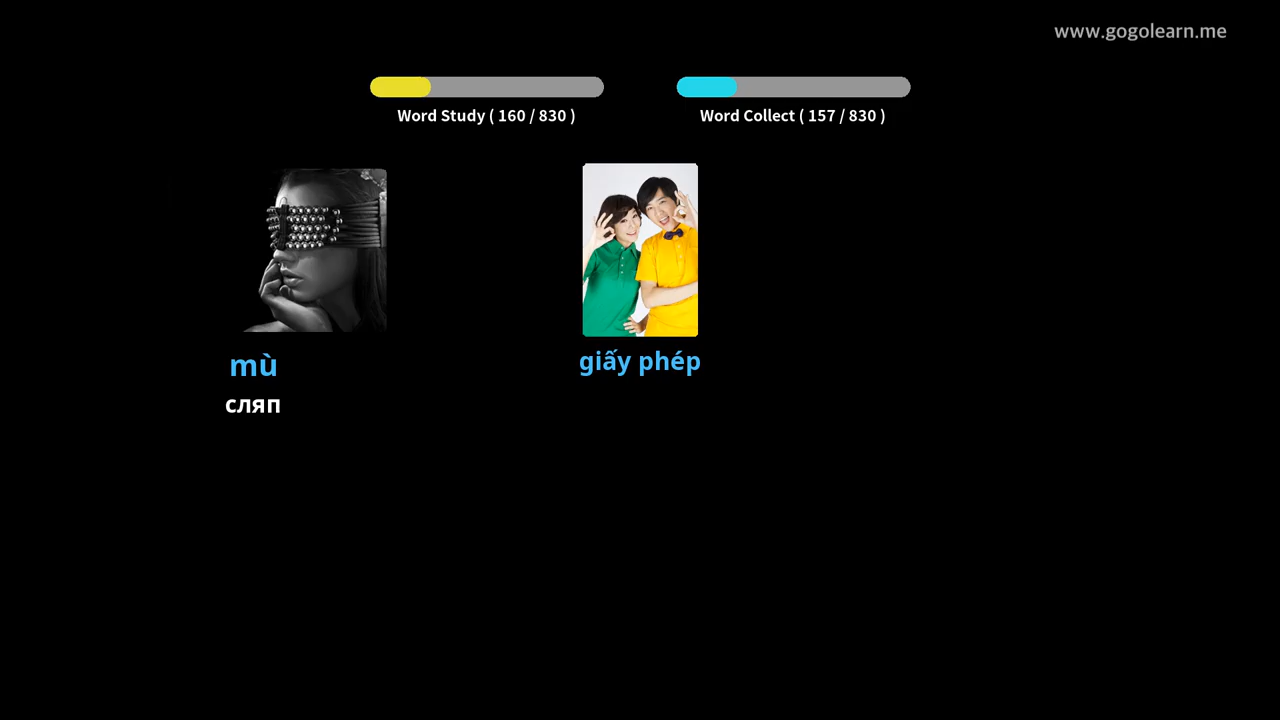 www.gogolearn.me
Word Study ( 160 / 830 )
Word Collect ( 157 / 830 )
mù
giấy phép
сляп